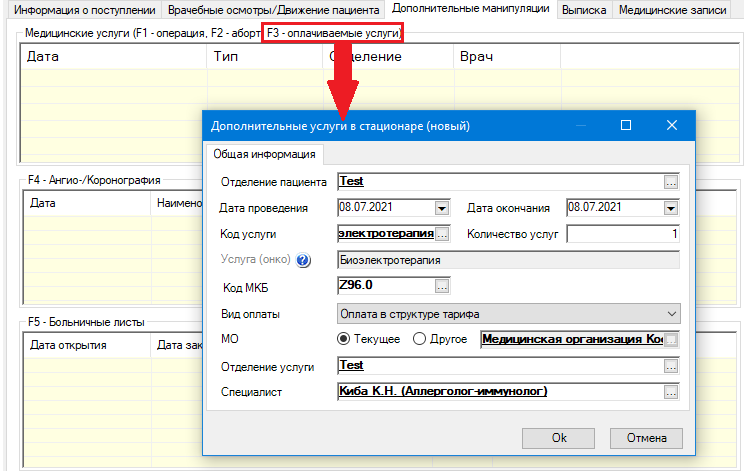 Информация о поступлении Врачебные осмотры/Движение пациента Дополнительные манипуляции Выписка Медицинские записи
Медицинские услуги (F1 - операция, F2 - аборт, F3 - оплачиваемые услуги)
Дата Тип Отделение Врач
Дополнительные услуги в стационаре (новый)
Общая информация
F4 - Ангио-/Коронография
Отделение пациента Test ...
Дата Наимено
Дата проведения 08.07.2021 Дата окончания 08.07.2021
Код услуги электротерапия ... Количество услуг 1
Услуга (онко) ? Биоэлектротерапия
Код МКБ Z96.0 ...
Вид оплаты Оплата в структуре тарифа
F5 - Больничные листы
МО Текущее Другое Медицинская организация Кос ...
Дата открытия Дата зак
Отделение услуги Test ...
Специалист Киба К.Н. (Аллерголог-иммунолог) ...
Ok Отмена